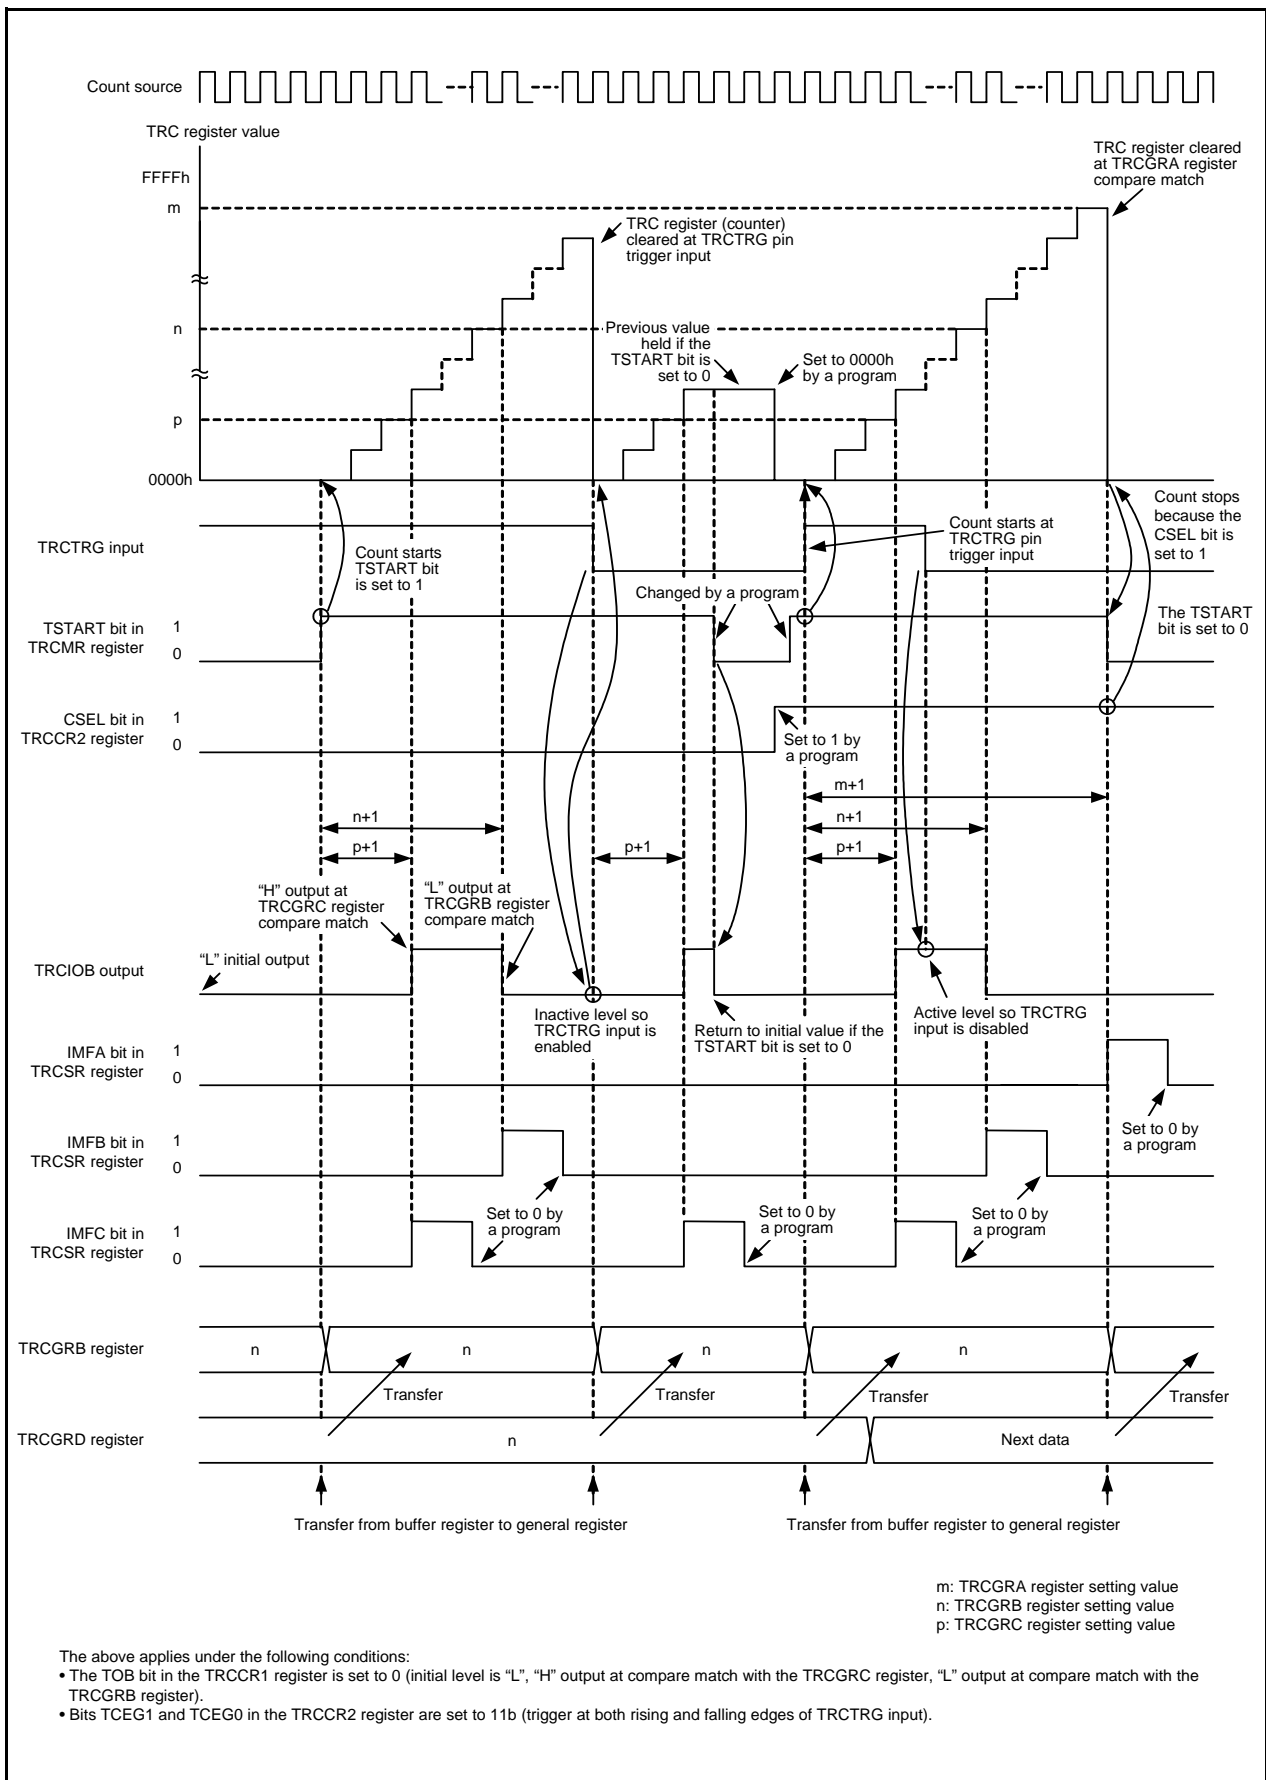 Count source
TRC register value
FFFFh
m
n
p
0000h
TRC register cleared
at TRCGRA register
compare match
TRC register (counter)
cleared at TRCTRG pin
trigger input
Previous value
held if the
TSTART bit is
set to 0
Set to 0000h
by a program
TRCTRG input
Count starts
TSTART bit
is set to 1
Count starts at
TRCTRG pin
trigger input
Count stops
because the
CSEL bit is
set to 1
Changed by a program
TSTART bit in
TRCMR register
1
0
The TSTART
bit is set to 0
CSEL bit in
TRCCR2 register
1
0
Set to 1 by
a program
m+1
n+1
n+1
p+1
p+1
p+1
“H” output at
TRCGRC register
compare match
“L” output at
TRCGRB register
compare match
TRCIOB output
“L” initial output
Inactive level so
TRCTRG input is
enabled
Return to initial value if the
TSTART bit is set to 0
Active level so TRCTRG
input is disabled
IMFA bit in
TRCSR register
1
0
Set to 0 by
a program
IMFB bit in
TRCSR register
1
0
Set to 0 by
a program
Set to 0 by
a program
Set to 0 by
a program
IMFC bit in
TRCSR register
1
0
TRCGRB register
n
n
n
n
Transfer
Transfer
Transfer
Transfer
TRCGRD register
n
Next data
Transfer from buffer register to general register
Transfer from buffer register to general register
m: TRCGRA register setting value
n: TRCGRB register setting value
p: TRCGRC register setting value
The above applies under the following conditions:
• The TOB bit in the TRCCR1 register is set to 0 (initial level is “L”, “H” output at compare match with the TRCGRC register, “L” output at compare match with the
TRCGRB register).
• Bits TCEG1 and TCEG0 in the TRCCR2 register are set to 11b (trigger at both rising and falling edges of TRCTRG input).